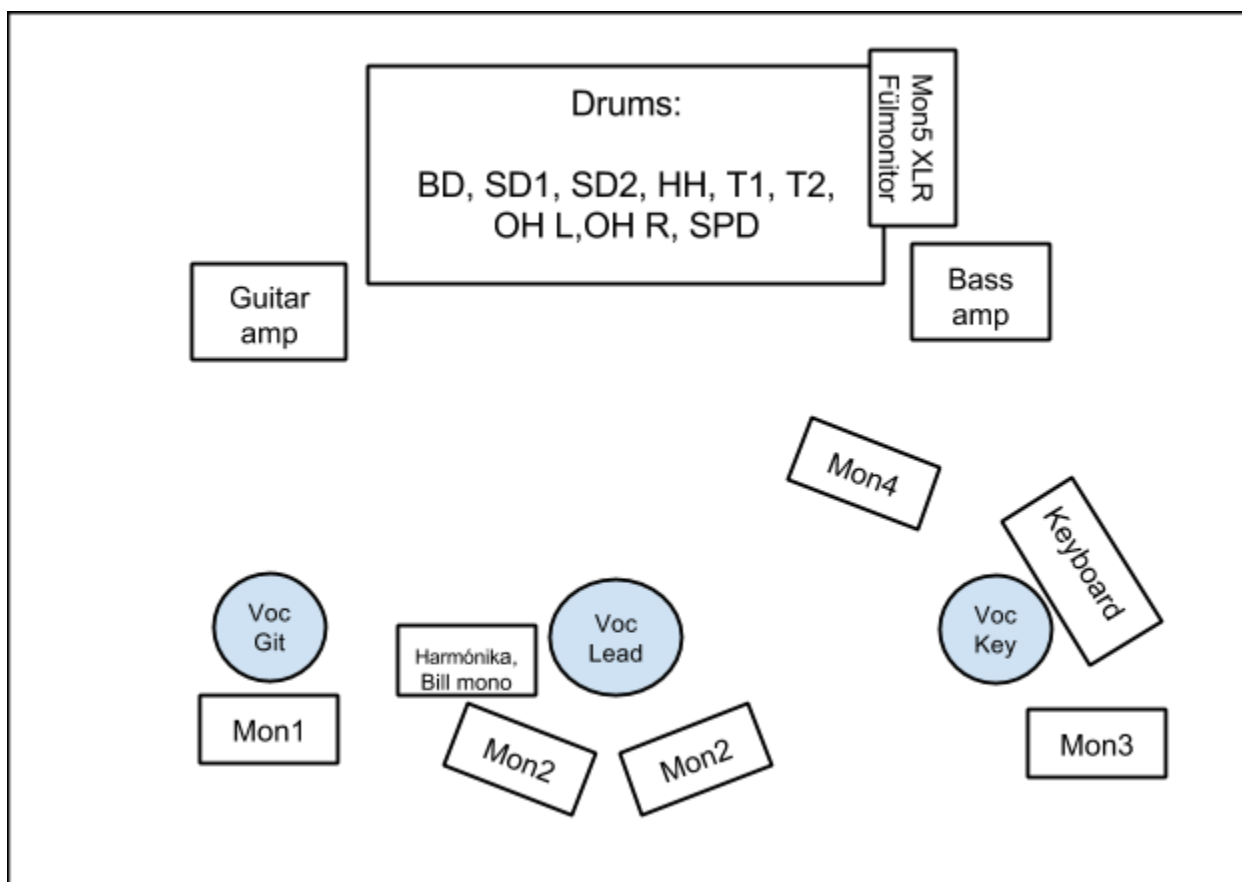 Drums:
BD, SD1, SD2, HH, T1, T2,
OH L,OH R, SPD
Mon5 XLR
Fülmonitor
Guitar
amp
Bass
amp
Mon4
Keyboard
Voc
Git
Harmónika,
Bill mono
Voc
Lead
Voc
Key
Mon1
Mon2
Mon2
Mon3